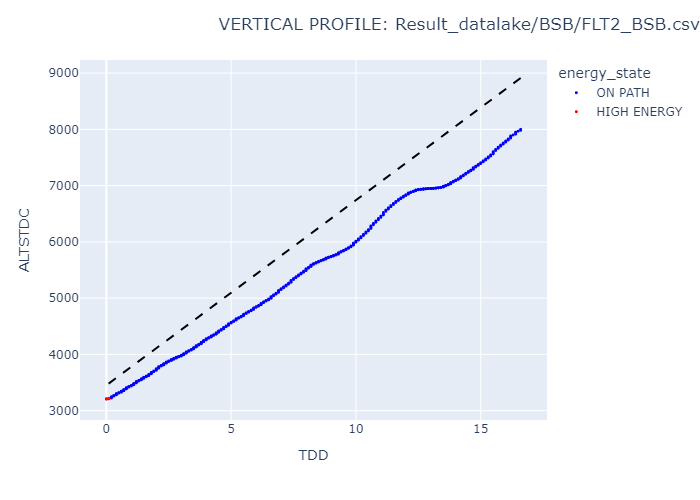 VERTICAL PROFILE: Result_datalake/BSB/FLT2_BSB.csv
energy_state
ON PATH
HIGH ENERGY
ALTSTDC
9000
8000
7000
6000
5000
4000
3000
0 5 10 15
TDD